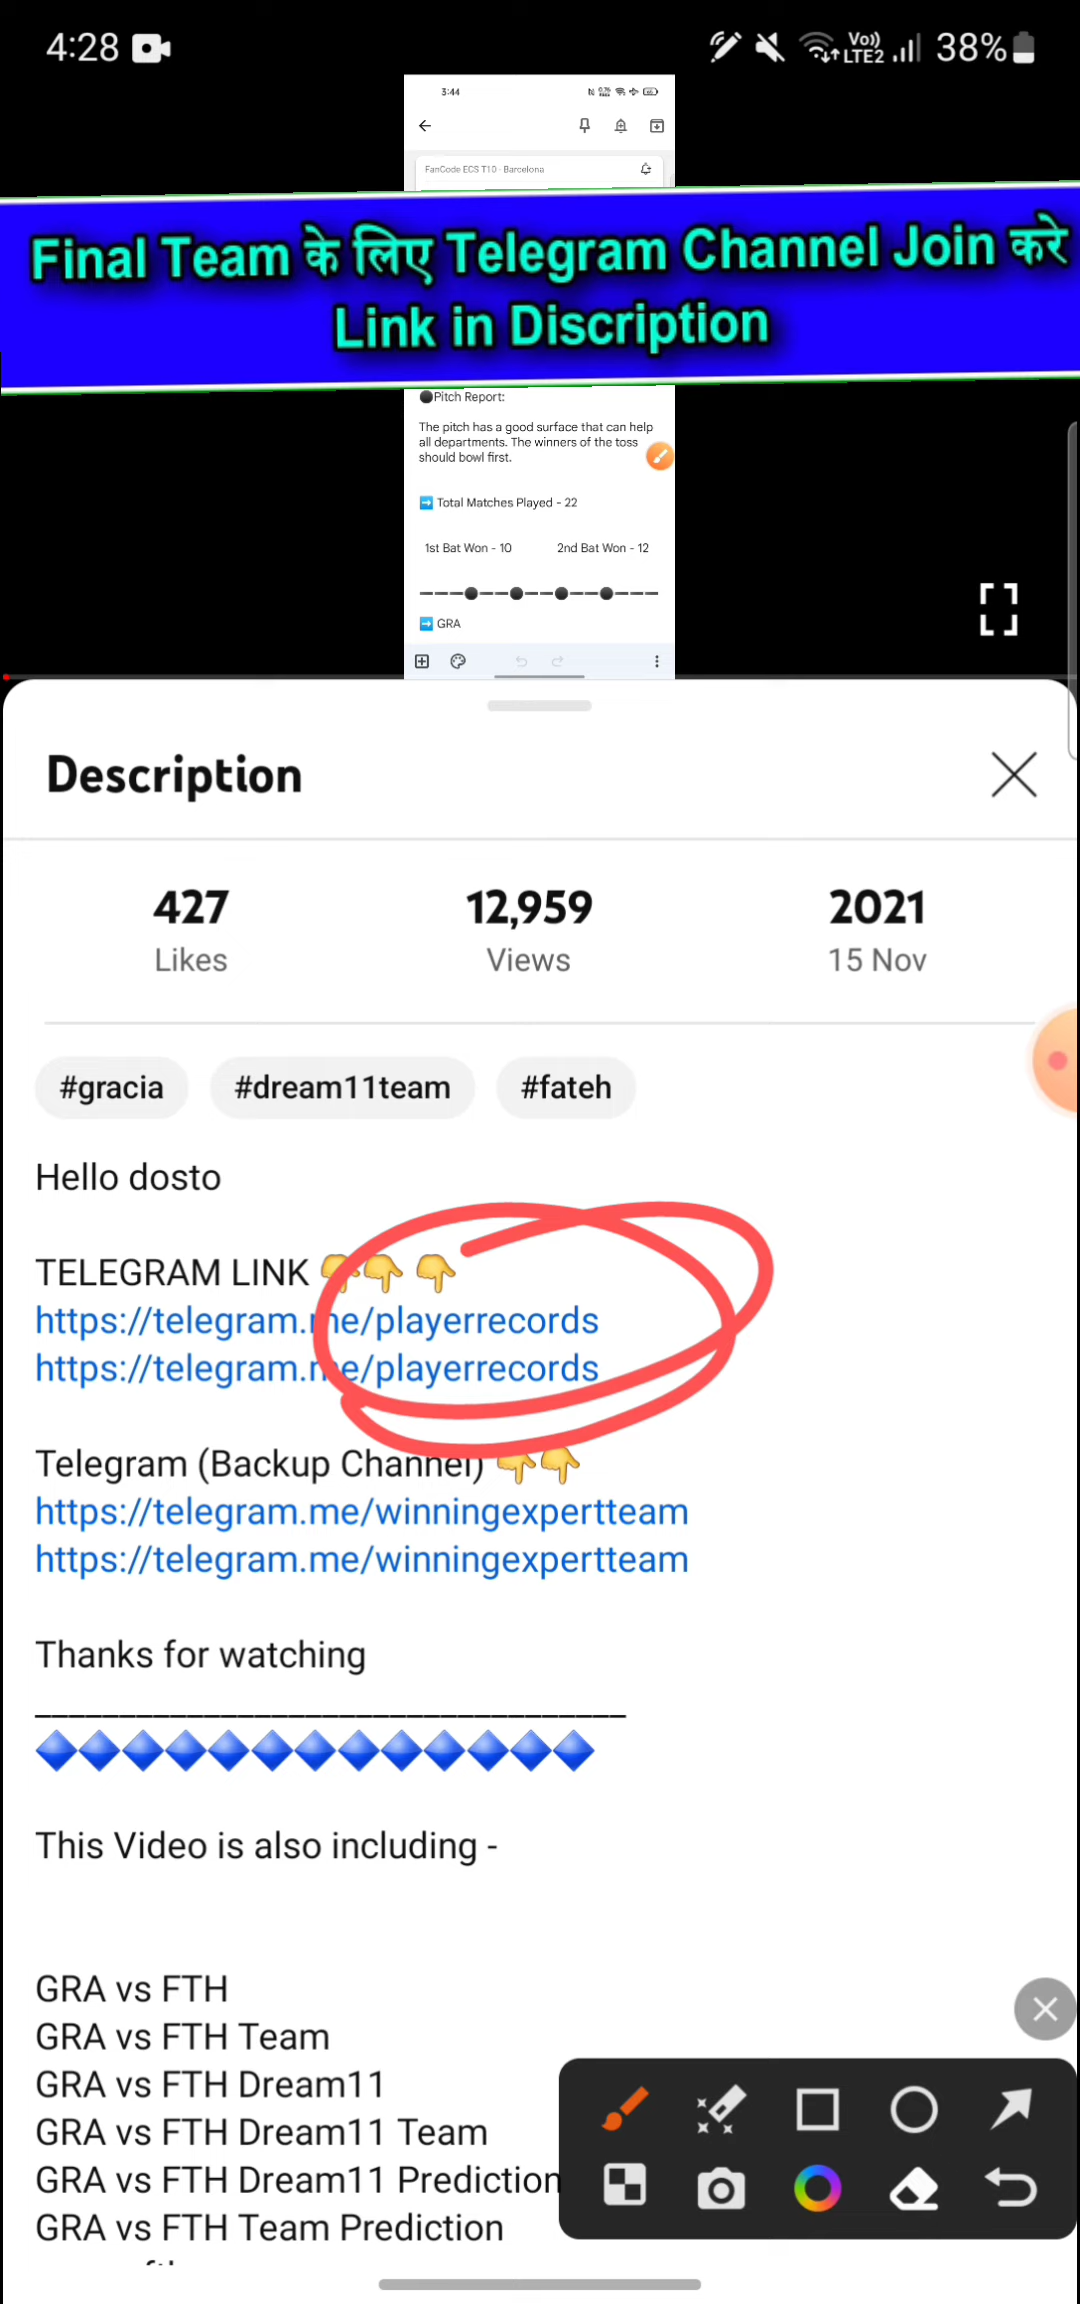 4:28
Vo)) LTE2 38%
3:44
FanCode ECS T10 - Barcelona
Final Team के लिए Telegram Channel Join करे
Link in Discription
Pitch Report:
The pitch has a good surface that can help
all departments. The winners of the toss
should bowl first.
➡️ Total Matches Played - 22
1st Bat Won - 10 2nd Bat Won - 12
➡️ GRA
Description
427 12,959 2021
Likes Views 15 Nov
#gracia #dream11team #fateh
Hello dosto
TELEGRAM LINK 👇👇 👇
https://telegram.me/playerrecords
https://telegram.me/playerrecords
Telegram (Backup Channel) 👇👇
https://telegram.me/winningexpertteam
https://telegram.me/winningexpertteam
Thanks for watching
___________________________________
🔷🔷🔷🔷🔷🔷🔷🔷🔷🔷🔷🔷🔷
This Video is also including -
GRA vs FTH
GRA vs FTH Team
GRA vs FTH Dream11
GRA vs FTH Dream11 Team
GRA vs FTH Dream11 Prediction
GRA vs FTH Team Prediction